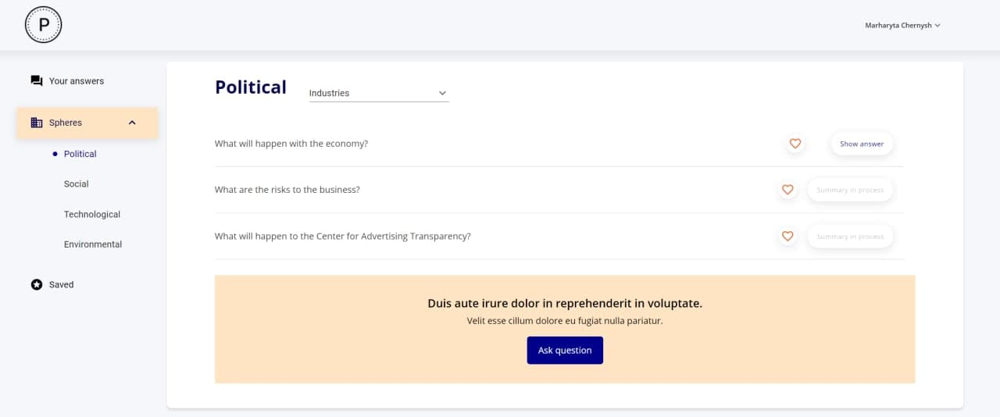 P
Marharyta Chernysh
Your answers
Spheres
Political
Social
Technological
Environmental
Saved
Political
Industries
What will happen with the economy?
Show answer
What are the risks to the business?
Summary in process
What will happen to the Center for Advertising Transparency?
Summary in process
Duis aute irure dolor in reprehenderit in voluptate.
Velit esse cillum dolore eu fugiat nulla pariatur.
Ask question